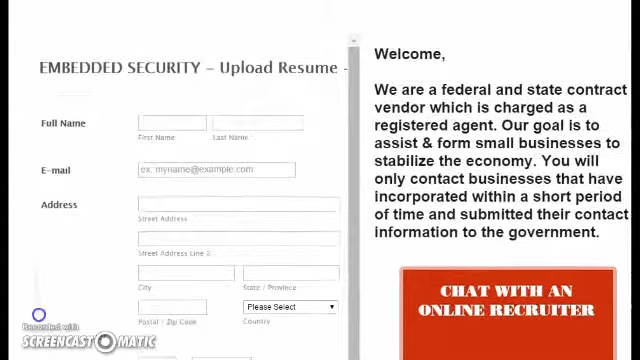 EMBEDDED SECURITY - Upload Resume -
Full Name
First Name
Last Name
E-mail
ex: myname@example.com
Address
Street Address
Street Address Line 2
City
State / Province
Please Select
Postal / Zip Code
Country
Welcome,
We are a federal and state contract
vendor which is charged as a
registered agent. Our goal is to
assist & form small businesses to
stabilize the economy. You will
only contact businesses that have
incorporated within a short period
of time and submitted their contact
information to the government.
CHAT WITH AN
ONLINE RECRUITER
Recorded with
SCREENCAST MATIC